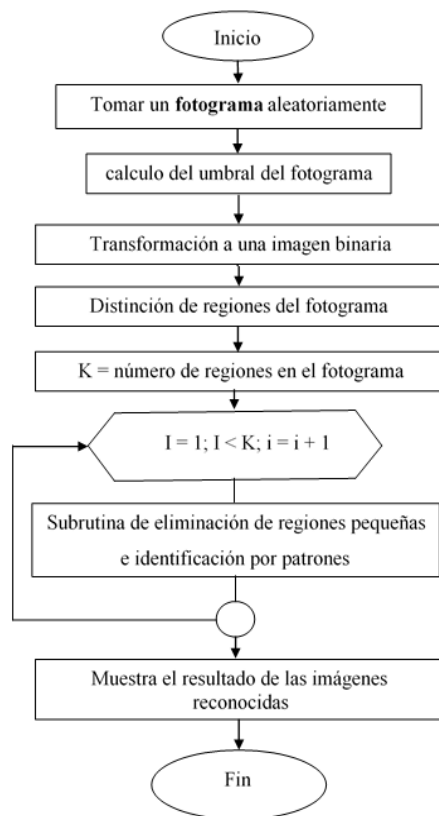 Inicio
Tomar un fotograma aleatoriamente
calculo del umbral del fotograma
Transformación a una imagen binaria
Distinción de regiones del fotograma
K = número de regiones en el fotograma
I = 1; I < K; i = i + 1
Subrutina de eliminación de regiones pequeñas
e identificación por patrones
Muestra el resultado de las imágenes
reconocidas
Fin